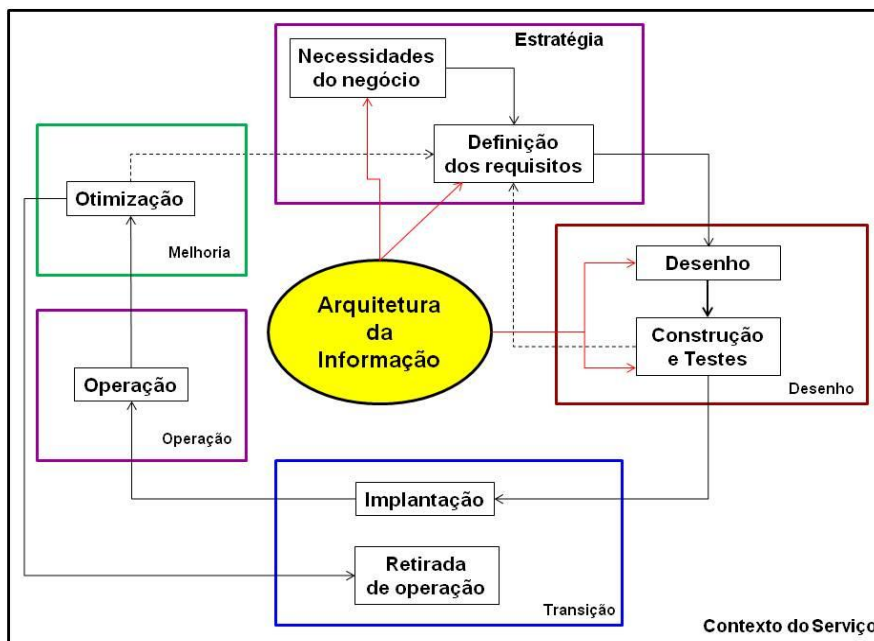 Estratégia
Necessidades
do negócio
Definição
dos requisitos
Otimização
Melhoria
Desenho
Construção
e Testes
Desenho
Arquitetura
da
Informação
Operação
Operação
Implantação
Retirada
de operação
Transição
Contexto do Serviço